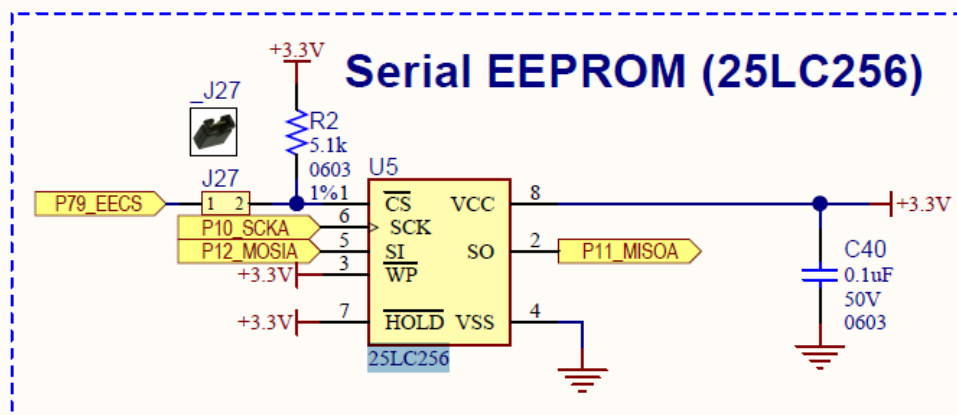 +3.3V
Serial EEPROM (25LC256)
_J27
R2
5.1k
0603
1%
J27
U5
P79_EECS
1 2
1
CS
VCC
8
+3.3V
P10_SCKA
6
SCK
P12_MOSIA
5
SI
SO
2
P11_MISOA
+3.3V
3
WP
C40
0.1uF
50V
0603
+3.3V
7
HOLD
VSS
4
25LC256